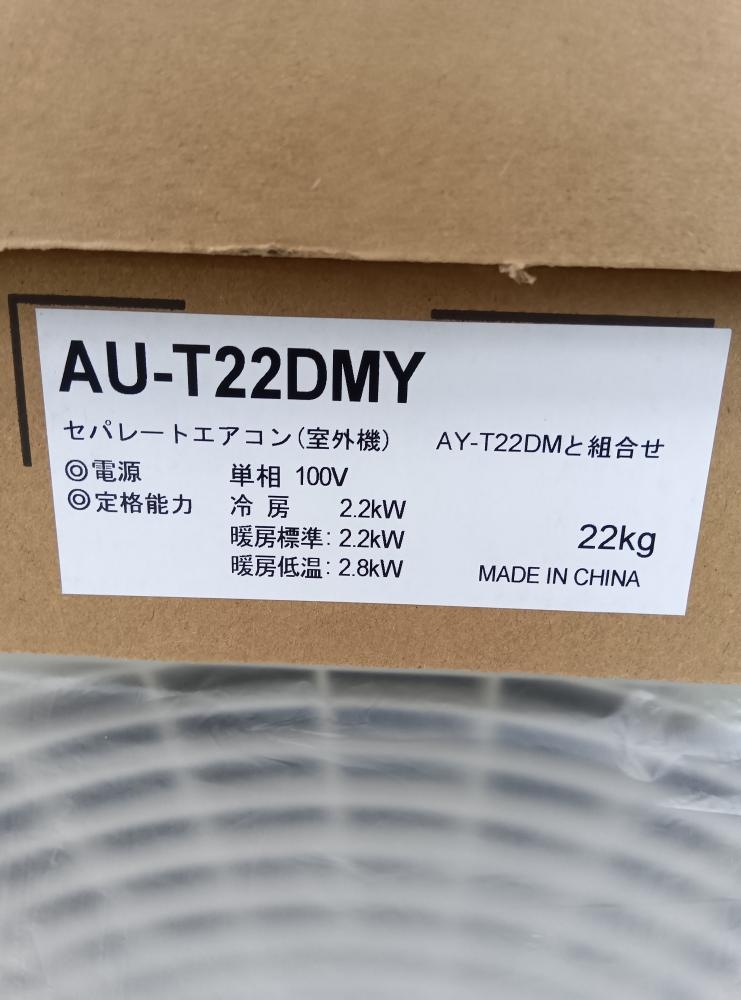 AU-T22DMY
セパレートエアコン(室外機) AY-T22DMと組合せ
◎電源 単相 100V
◎定格能力 冷房 2.2kW
暖房標準: 2.2kW
22kg
暖房低温: 2.8kW
MADE IN CHINA